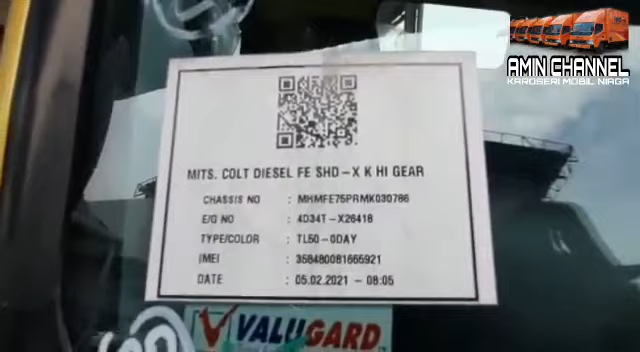 AMIN CHANNEL
KAROSERI MOBIL NIAGA
MITS. COLT DIESEL FE SHD-X K HI GEAR
CHASSIS NO : MHMFE75PRMK030786
E/G NO : 4D34T-X26418
TYPE/COLOR : TL50-0DAY
IMEI : 358480081665921
DATE : 05.02.2021 - 08:05
VALUGARD